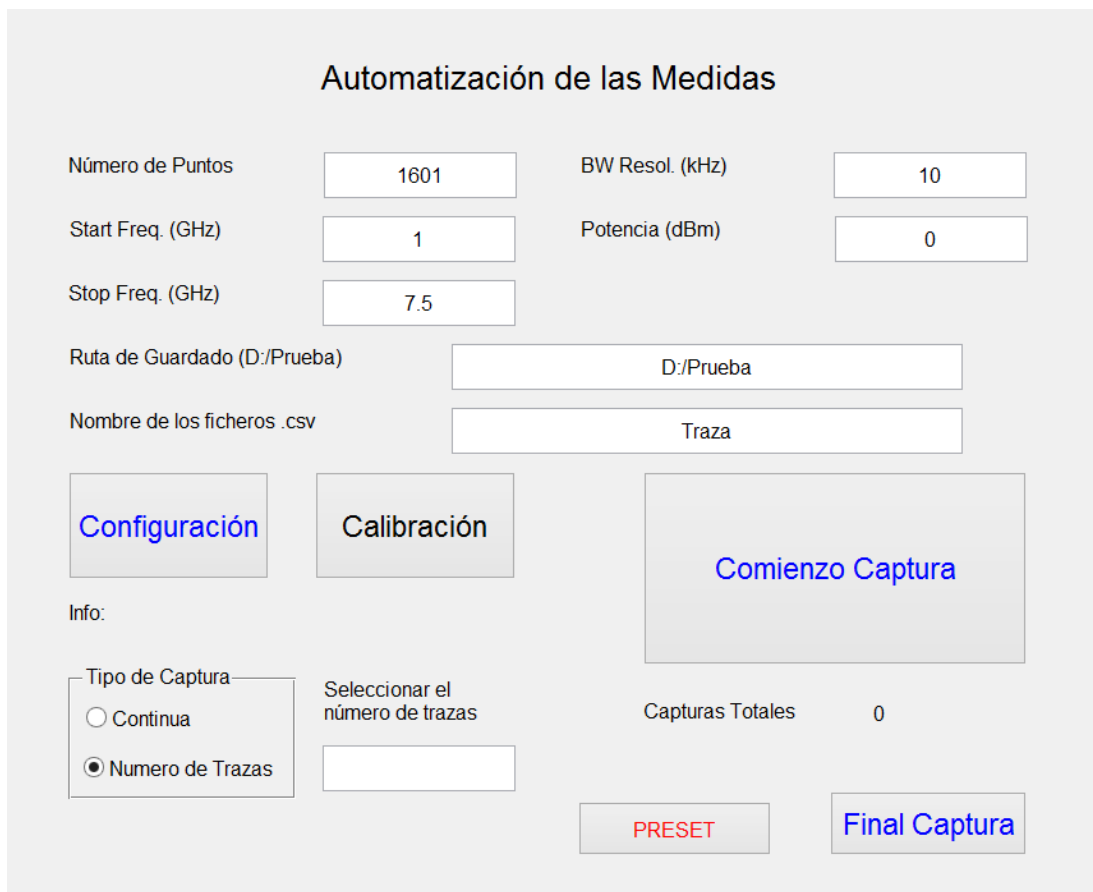 Automatización de las Medidas
Número de Puntos 1601 BW Resol. (kHz) 10
Start Freq. (GHz) 1 Potencia (dBm) 0
Stop Freq. (GHz) 7.5
Ruta de Guardado (D:/Prueba) D:/Prueba
Nombre de los ficheros .csv Traza
Configuración Calibración
Comienzo Captura
Info:
Tipo de Captura
Continua
Numero de Trazas
Seleccionar el
número de trazas
Capturas Totales 0
PRESET Final Captura